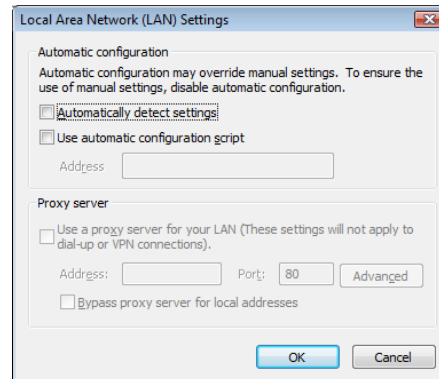 Local Area Network (LAN) Settings
Automatic configuration
Automatic configuration may override manual settings. To ensure the
use of manual settings, disable automatic configuration.
Automatically detect settings
Use automatic configuration script
Address
Proxy server
Use a proxy server for your LAN (These settings will not apply to
dial-up or VPN connections).
Address: Port: 80 Advanced
Bypass proxy server for local addresses
OK Cancel